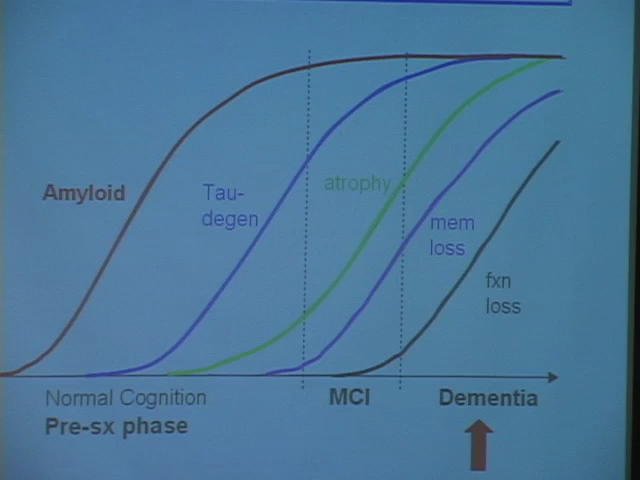 Amyloid
Tau-
degen
atrophy
mem
loss
fxn
loss
Normal Cognition
Pre-sx phase
MCI
Dementia